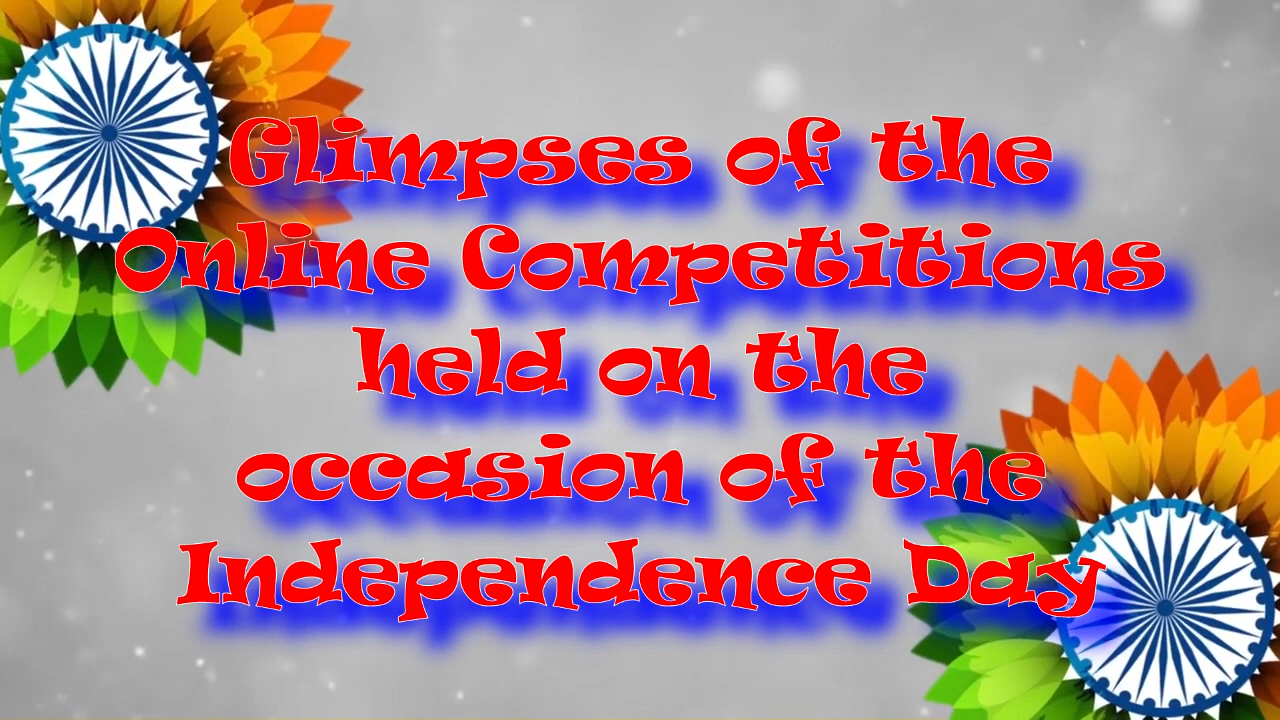 Glimpses of the
Online Competitions
held on the
occasion of the
Independence Day